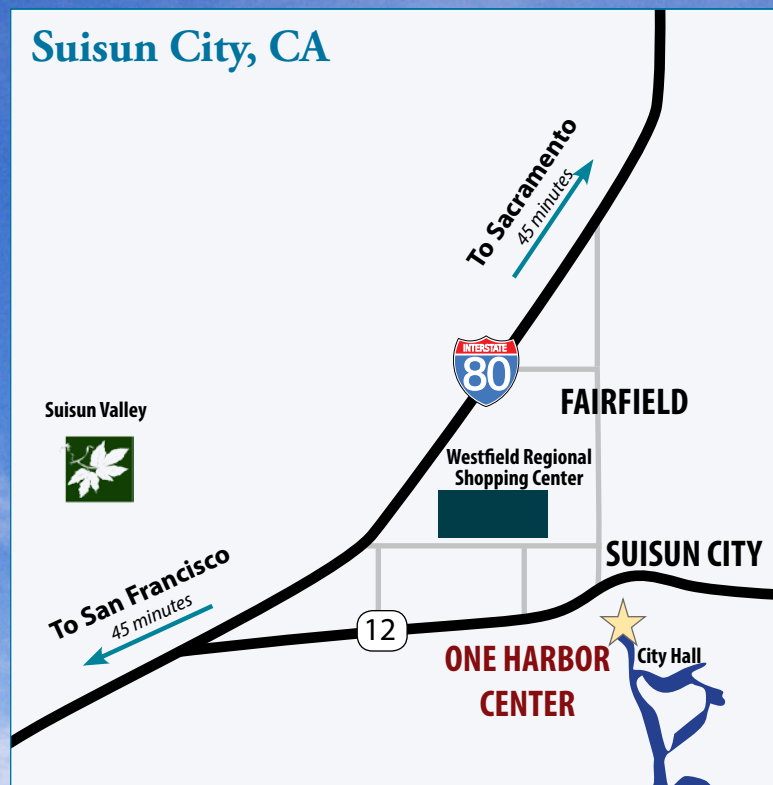 Suisun City, CA
To Sacramento
45 minutes
INTERSTATE
80
FAIRFIELD
Suisun Valley
Westfield Regional
Shopping Center
SUISUN CITY
To San Francisco
45 minutes
12
ONE HARBOR
CENTER
City Hall